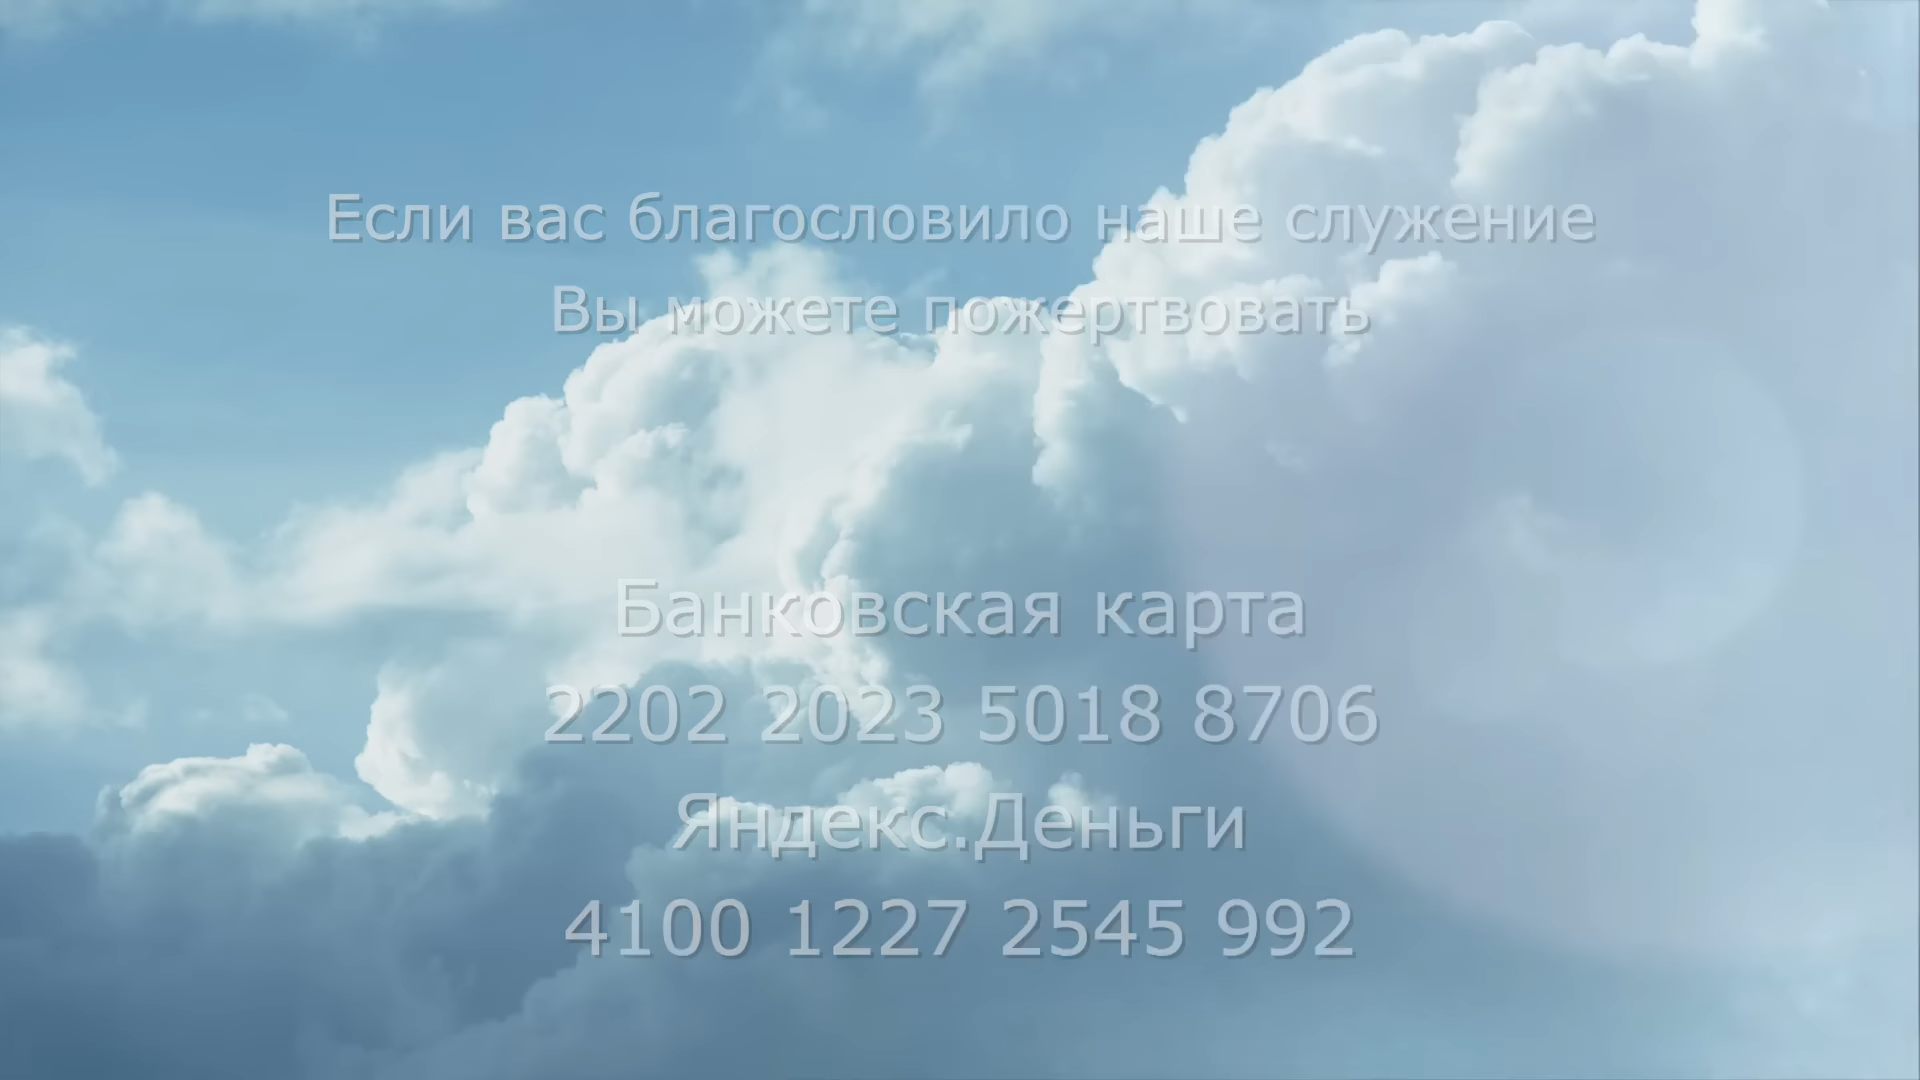 Если вас благословило наше служение
Вы можете пожертвовать
Банковская карта
2202 2023 5018 8706
Яндекс.Деньги
4100 1227 2545 992